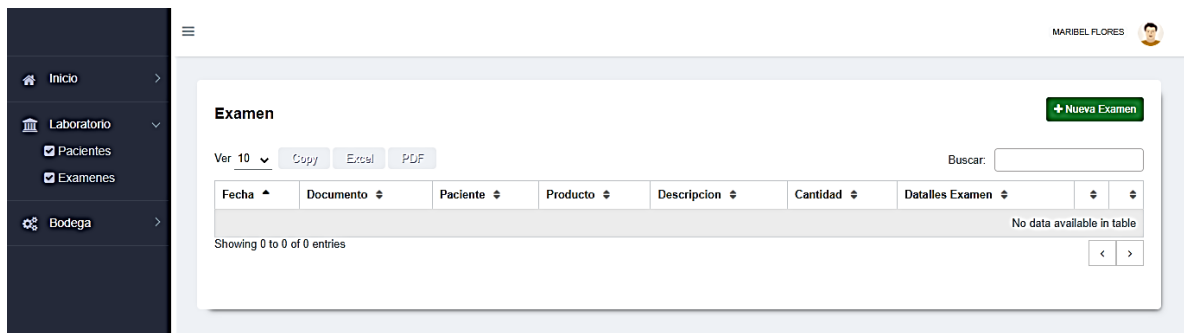 MARIBEL FLORES
Inicio
Laboratorio
Pacientes
Examenes
Bodega
Examen
+ Nueva Examen
Ver 10 Copy Excel PDF
Buscar:
Fecha Documento Paciente Producto Descripcion Cantidad Datalles Examen
No data available in table
Showing 0 to 0 of 0 entries